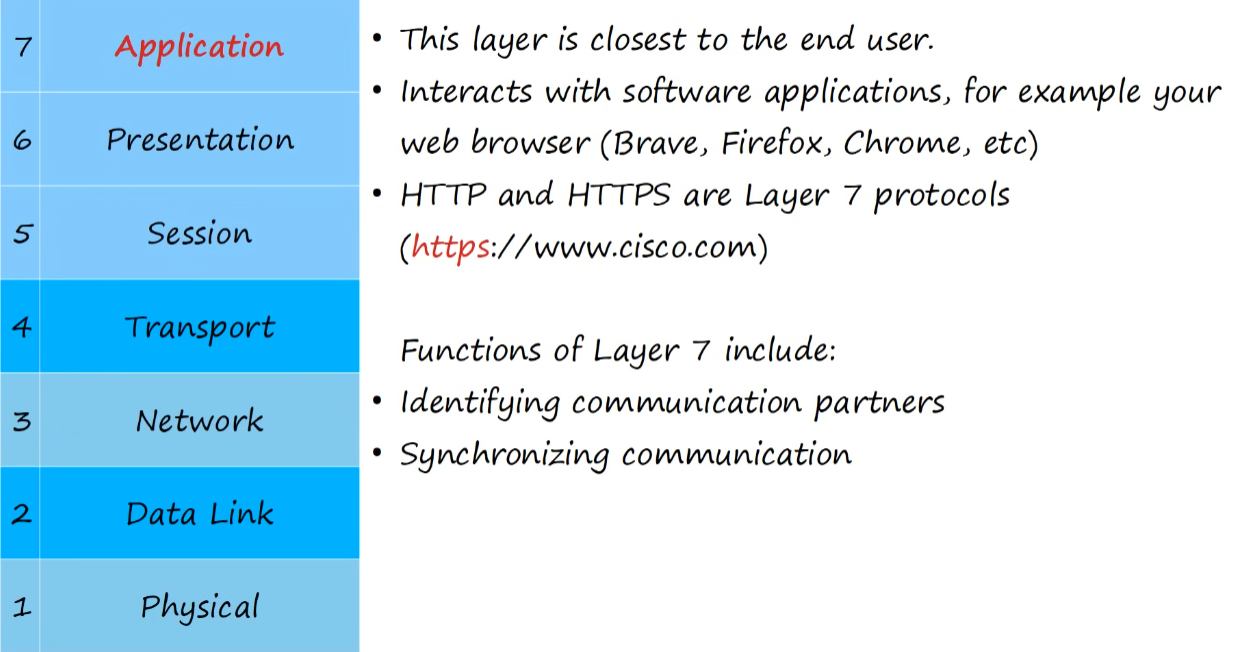 7 Application
6 Presentation
5 Session
4 Transport
3 Network
2 Data Link
1 Physical
• This layer is closest to the end user.
• Interacts with software applications, for example your
web browser (Brave, Firefox, Chrome, etc)
• HTTP and HTTPS are Layer 7 protocols
(https://www.cisco.com)
Functions of Layer 7 include:
• Identifying communication partners
• Synchronizing communication